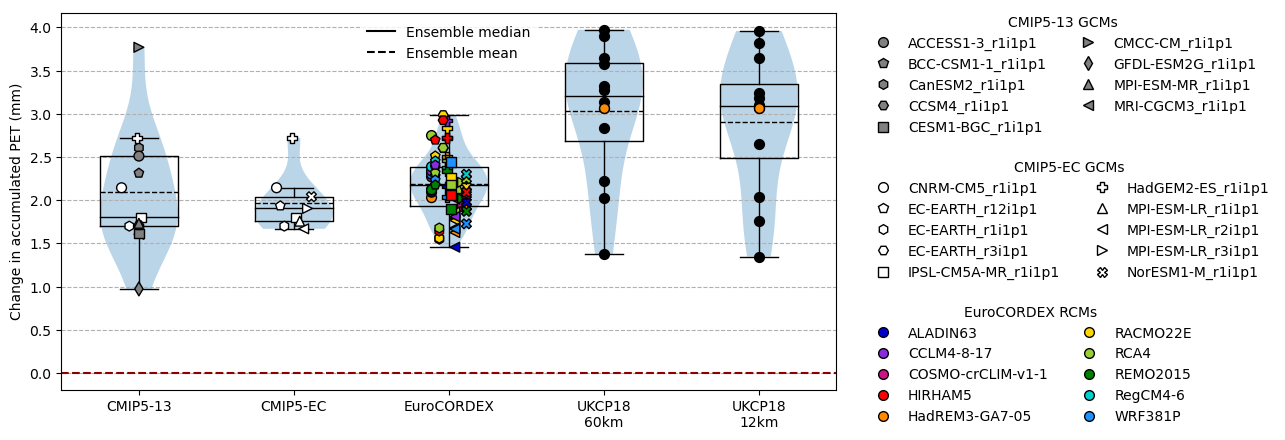 Change in accumulated PET (mm)
4.0
3.5
3.0
2.5
2.0
1.5
1.0
0.5
0.0
Ensemble median
Ensemble mean
CMIP5-13
CMIP5-EC
EuroCORDEX
UKCP18
60km
UKCP18
12km
CMIP5-13 GCMs
ACCESS1-3_r1i1p1
BCC-CSM1-1_r1i1p1
CanESM2_r1i1p1
CCSM4_r1i1p1
CESM1-BGC_r1i1p1
CMCC-CM_r1i1p1
GFDL-ESM2G_r1i1p1
MPI-ESM-MR_r1i1p1
MRI-CGCM3_r1i1p1
CMIP5-EC GCMs
CNRM-CM5_r1i1p1
EC-EARTH_r12i1p1
EC-EARTH_r1i1p1
EC-EARTH_r3i1p1
IPSL-CM5A-MR_r1i1p1
HadGEM2-ES_r1i1p1
MPI-ESM-LR_r1i1p1
MPI-ESM-LR_r2i1p1
MPI-ESM-LR_r3i1p1
NorESM1-M_r1i1p1
EuroCORDEX RCMs
ALADIN63
CCLM4-8-17
COSMO-crCLIM-v1-1
HIRHAM5
HadREM3-GA7-05
RACMO22E
RCA4
REMO2015
RegCM4-6
WRF381P